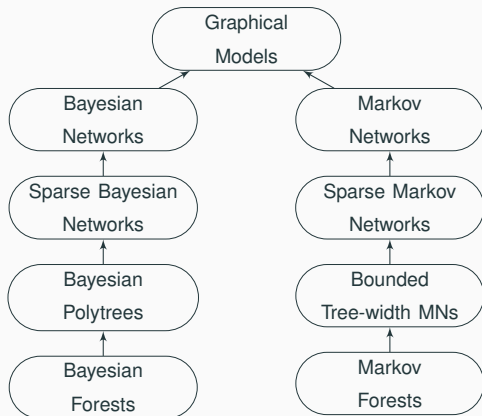 Graphical
Models
Bayesian
Networks
Markov
Networks
Sparse Bayesian
Networks
Sparse Markov
Networks
Bayesian
Polytrees
Bounded
Tree-width MNs
Bayesian
Forests
Markov
Forests